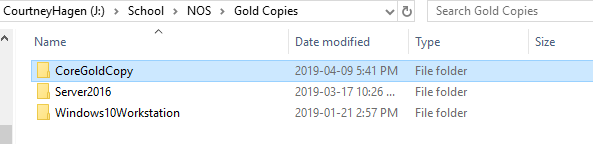 CourtneyHagen (J:) > School > NOS > Gold Copies Search Gold Copies
Name Date modified Type Size
CoreGoldCopy 2019-04-09 5:41 PM File folder
Server2016 2019-03-17 10:26 ... File folder
Windows10Workstation 2019-01-21 2:57 PM File folder